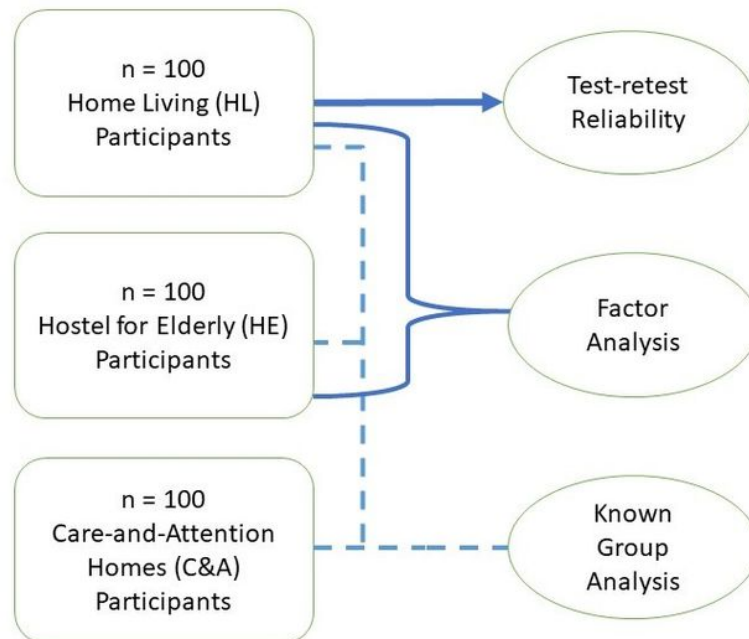 n = 100
Home Living (HL)
Participants
Test-retest
Reliability
n = 100
Hostel for Elderly (HE)
Participants
Factor
Analysis
n = 100
Care-and-Attention
Homes (C&A)
Participants
Known
Group
Analysis